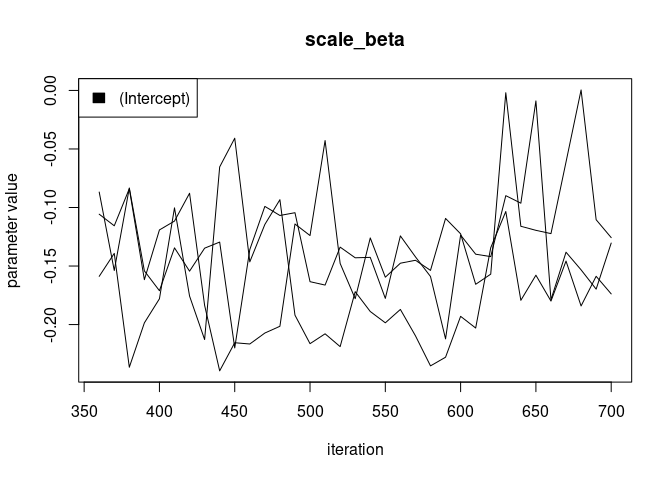 scale_beta
(Intercept)
parameter value
0.00
-0.05
-0.10
-0.15
-0.20
350 400 450 500 550 600 650 700
iteration